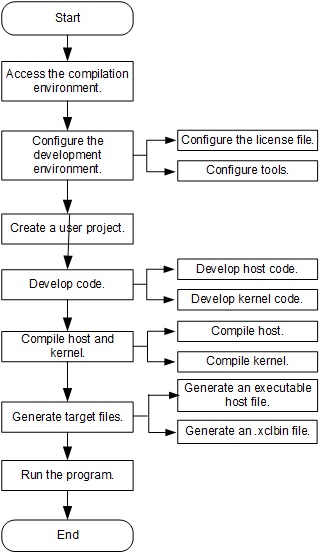 Start
Access the compilation
environment.
Configure the
development
environment.
Configure the license file.
Configure tools.
Create a user project.
Develop code.
Develop host code.
Develop kernel code.
Compile host and
kernel.
Compile host.
Compile kernel.
Generate target files.
Generate an executable
host file.
Generate an .xclbin file.
Run the program.
End